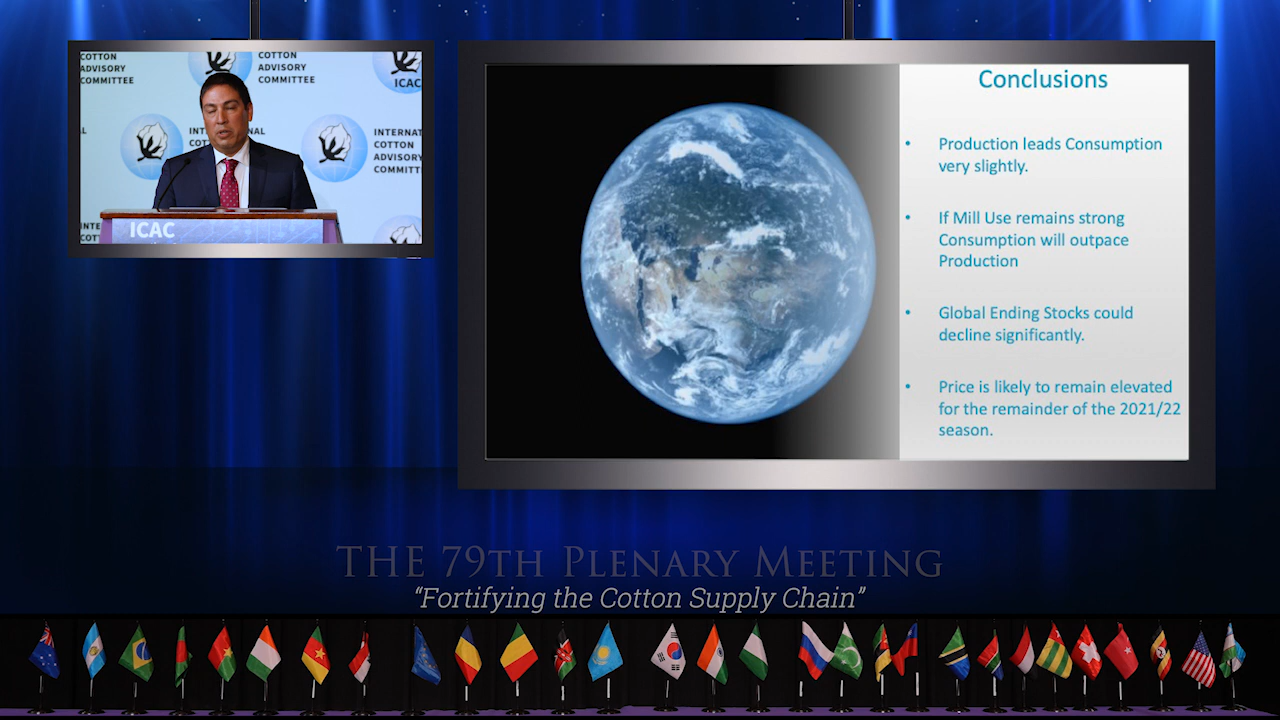 COTTON
ADVISORY
COMMITTEE
COTTON
ADVISORY
COMMITTEE
ICAC
INTERNAT
COTTON
ADVISORY
COMMITT
ICAC
Conclusions
• Production leads Consumption
very slightly.
• If Mill Use remains strong
Consumption will outpace
Production
• Global Ending Stocks could
decline significantly.
• Price is likely to remain elevated
for the remainder of the 2021/22
season.
THE 79TH PLENARY MEETING
“Fortifying the Cotton Supply Chain”